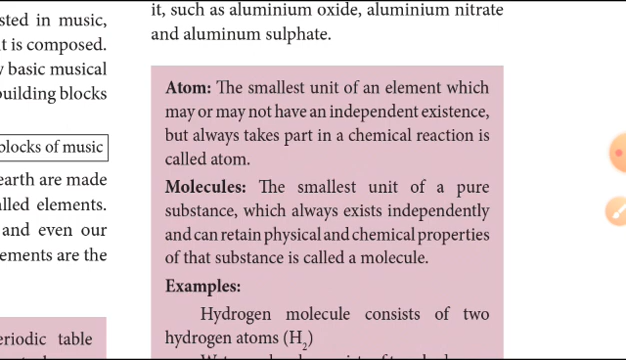 sted in music,
t is composed.
y basic musical
building blocks
blocks of music
earth are made
alled elements.
and even our
ements are the
eriodic table
it, such as aluminium oxide, aluminium nitrate
and aluminum sulphate.
Atom: The smallest unit of an element which
may or may not have an independent existence,
but always takes part in a chemical reaction is
called atom.
Molecules: The smallest unit of a pure
substance, which always exists independently
and can retain physical and chemical properties
of that substance is called a molecule.
Examples:
Hydrogen molecule consists of two
hydrogen atoms (H₂)